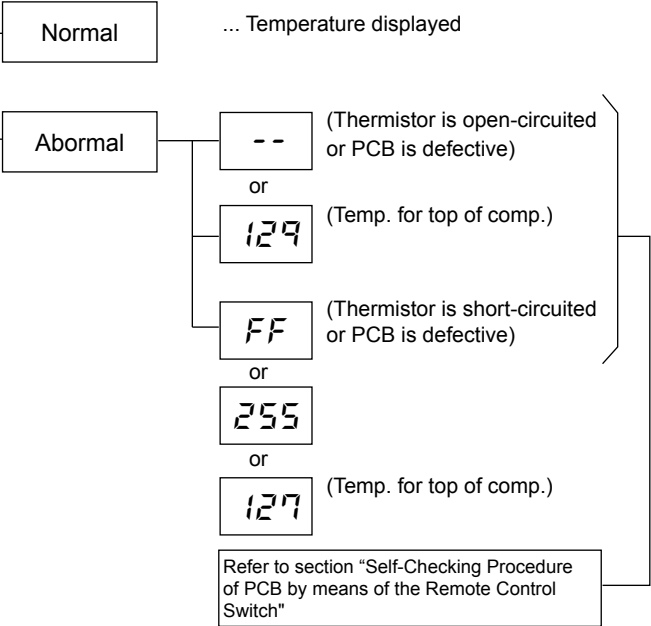 Normal
... Temperature displayed
Abormal
--
(Thermistor is open-circuited
or PCB is defective)
or
129
(Temp. for top of comp.)
FF
(Thermistor is short-circuited
or PCB is defective)
or
255
or
127
(Temp. for top of comp.)
Refer to section “Self-Checking Procedure
of PCB by means of the Remote Control
Switch"